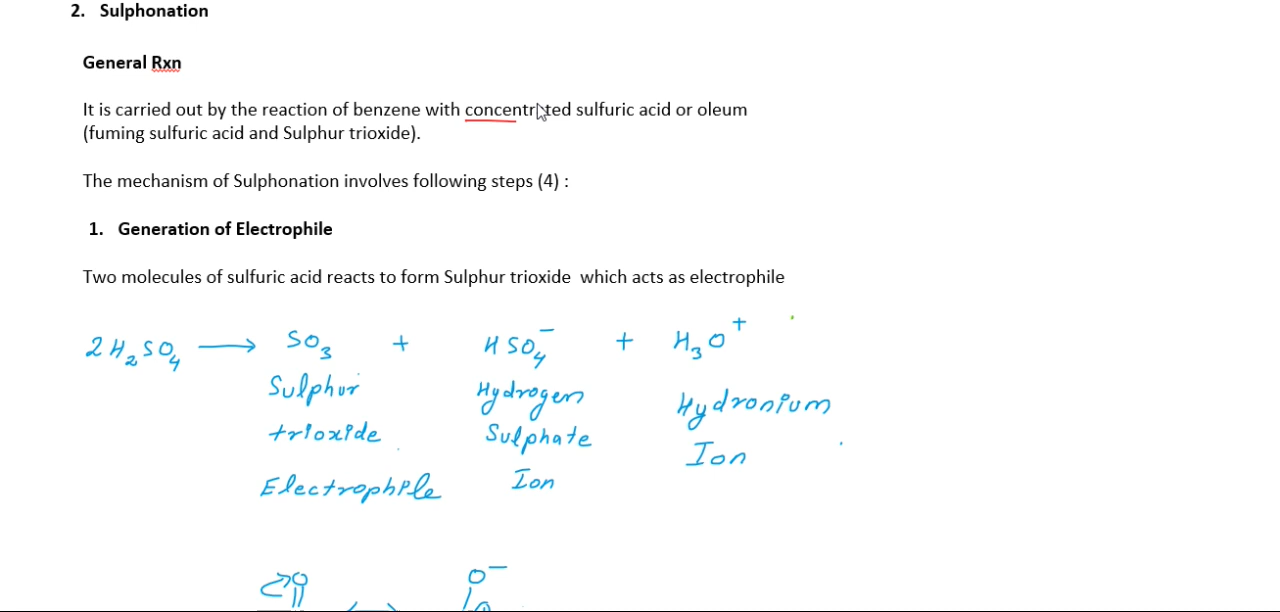 2. Sulphonation
General Rxn
It is carried out by the reaction of benzene with concentrated sulfuric acid or oleum
(fuming sulfuric acid and Sulphur trioxide).
The mechanism of Sulphonation involves following steps (4) :
1. Generation of Electrophile
Two molecules of sulfuric acid reacts to form Sulphur trioxide which acts as electrophile
2H₂SO₄ ⟶ SO₃ + HSO₄⁻ + H₃O⁺
Sulphur Hydrogen Hydronium
trioxide Sulphate Ion
Electrophile Ion
O O⁻